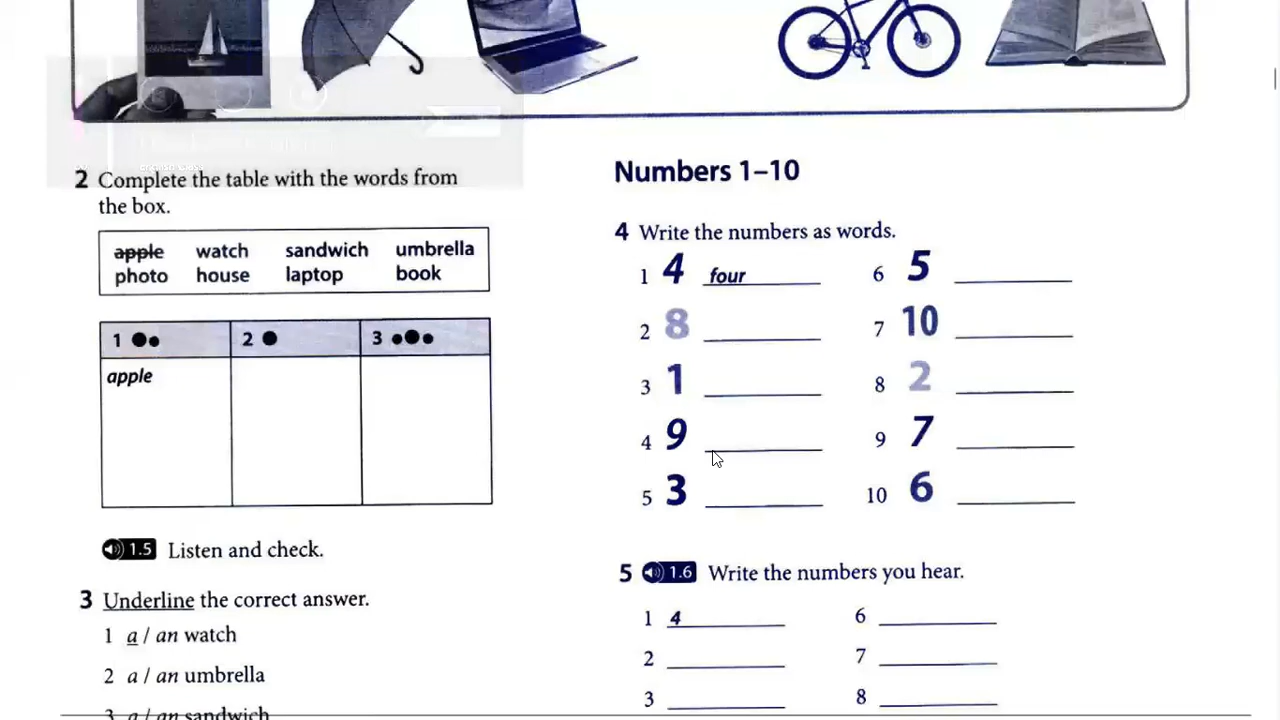 2 Complete the table with the words from
the box.
apple watch sandwich umbrella
photo house laptop book
1 2 3
apple
1.5 Listen and check.
3 Underline the correct answer.
1 a / an watch
2 a / an umbrella
3 a / an sandwich
Numbers 1–10
4 Write the numbers as words.
1 4 four 6 5
2 8 7 10
3 1 8 2
4 9 9 7
5 3 10 6
5 1.6 Write the numbers you hear.
1 4 6
2 7
3 8